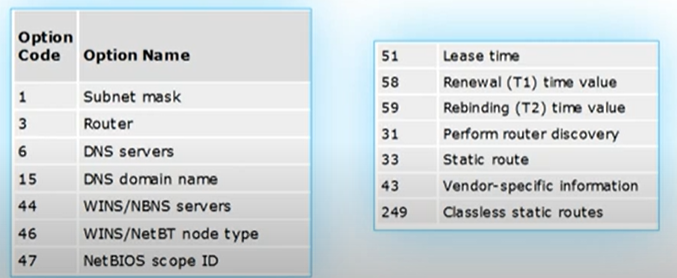 Option Code Option Name
1 Subnet mask
3 Router
6 DNS servers
15 DNS domain name
44 WINS/NBNS servers
46 WINS/NetBT node type
47 NetBIOS scope ID
51 Lease time
58 Renewal (T1) time value
59 Rebinding (T2) time value
31 Perform router discovery
33 Static route
43 Vendor-specific information
249 Classless static routes